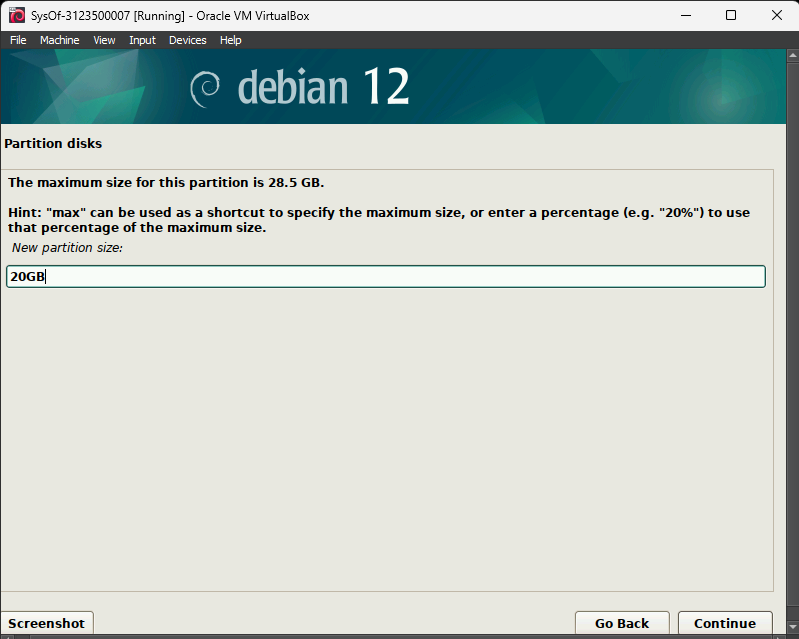 SysOf-3123500007 [Running] - Oracle VM VirtualBox
File Machine View Input Devices Help
debian 12
Partition disks
The maximum size for this partition is 28.5 GB.
Hint: "max" can be used as a shortcut to specify the maximum size, or enter a percentage (e.g. "20%") to use
that percentage of the maximum size.
New partition size:
20GB
Screenshot Go Back Continue